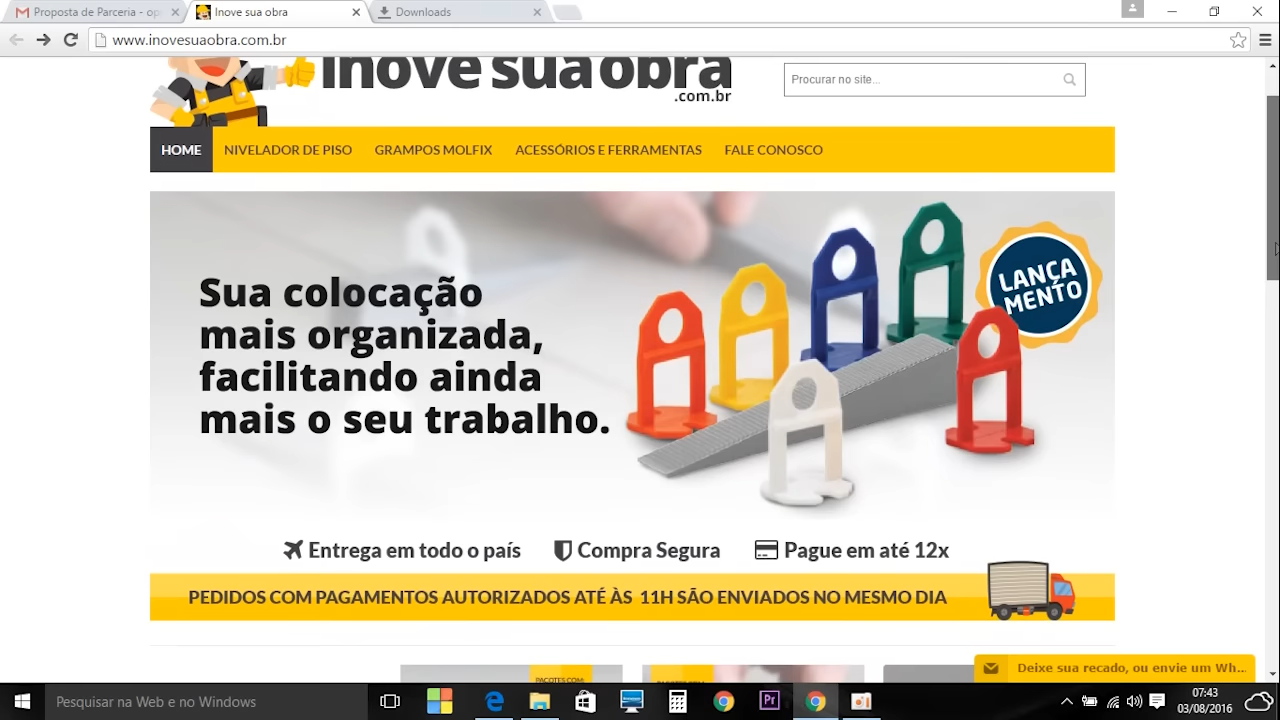 Proposta de Parceria - op
Inove sua obra
Downloads
www.inovesuaobra.com.br
inove sua obra
.com.br
Procurar no site...
HOME
NIVELADOR DE PISO
GRAMPOS MOLFIX
ACESSÓRIOS E FERRAMENTAS
FALE CONOSCO
Sua colocação
mais organizada,
facilitando ainda
mais o seu trabalho.
LANÇA
MENTO
Entrega em todo o país
Compra Segura
Pague em até 12x
PEDIDOS COM PAGAMENTOS AUTORIZADOS ATÉ ÀS 11H SÃO ENVIADOS NO MESMO DIA
PACOTES COM:
Deixe sua recado, ou envie um Wh...
Pesquisar na Web e no Windows
Pr
07:43
03/08/2016